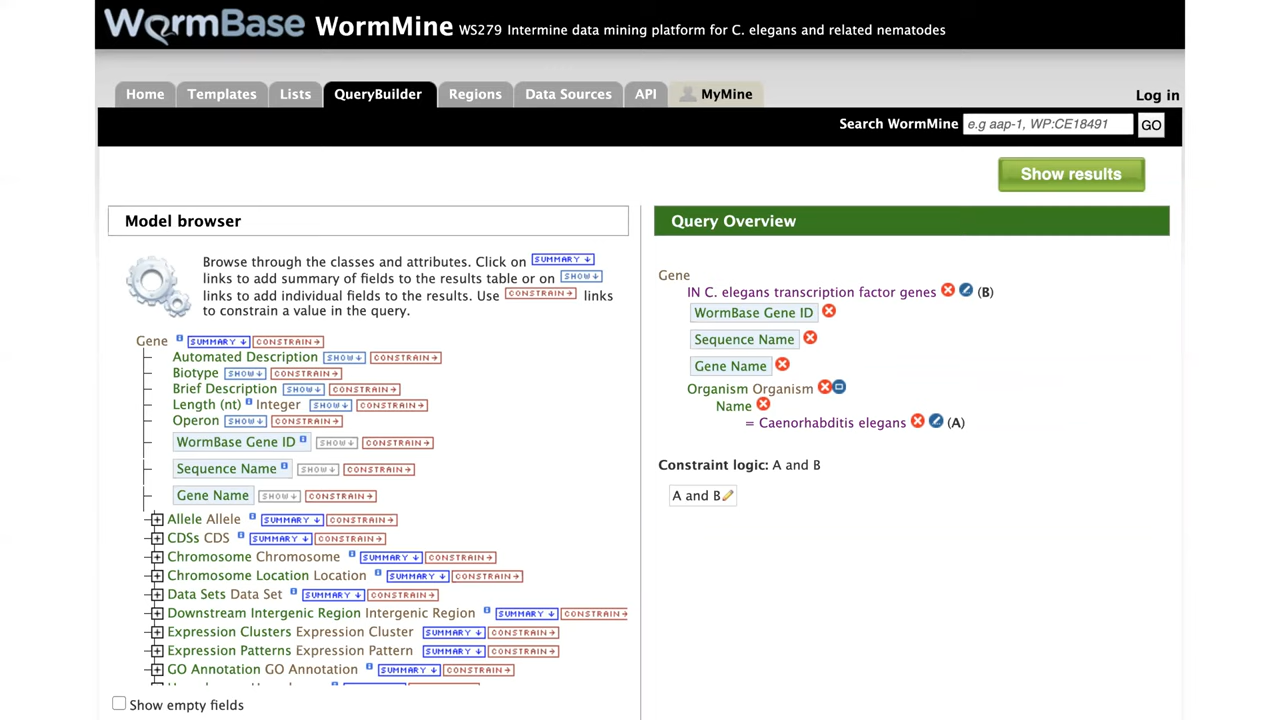 WormBase WormMine WS279 Intermine data mining platform for C. elegans and related nematodes
Home Templates Lists QueryBuilder Regions Data Sources API MyMine Log in
Search WormMine e.g aap-1, WP:CE18491 GO
Show results
Model browser
Browse through the classes and attributes. Click on SUMMARY ↓
links to add summary of fields to the results table or on SHOW ↓
links to add individual fields to the results. Use CONSTRAIN → links
to constrain a value in the query.
Gene SUMMARY ↓ CONSTRAIN →
Automated Description SHOW ↓ CONSTRAIN →
Biotype SHOW ↓ CONSTRAIN →
Brief Description SHOW ↓ CONSTRAIN →
Length (nt) Integer SHOW ↓ CONSTRAIN →
Operon SHOW ↓ CONSTRAIN →
WormBase Gene ID SHOW ↓ CONSTRAIN →
Sequence Name SHOW ↓ CONSTRAIN →
Gene Name SHOW ↓ CONSTRAIN →
Allele Allele SUMMARY ↓ CONSTRAIN →
CDSs CDS SUMMARY ↓ CONSTRAIN →
Chromosome Chromosome SUMMARY ↓ CONSTRAIN →
Chromosome Location Location SUMMARY ↓ CONSTRAIN →
Data Sets Data Set SUMMARY ↓ CONSTRAIN →
Downstream Intergenic Region Intergenic Region SUMMARY ↓ CONSTRAIN →
Expression Clusters Expression Cluster SUMMARY ↓ CONSTRAIN →
Expression Patterns Expression Pattern SUMMARY ↓ CONSTRAIN →
GO Annotation GO Annotation SUMMARY ↓ CONSTRAIN →
Show empty fields
Query Overview
Gene
IN C. elegans transcription factor genes (B)
WormBase Gene ID
Sequence Name
Gene Name
Organism Organism
Name
= Caenorhabditis elegans (A)
Constraint logic: A and B
A and B